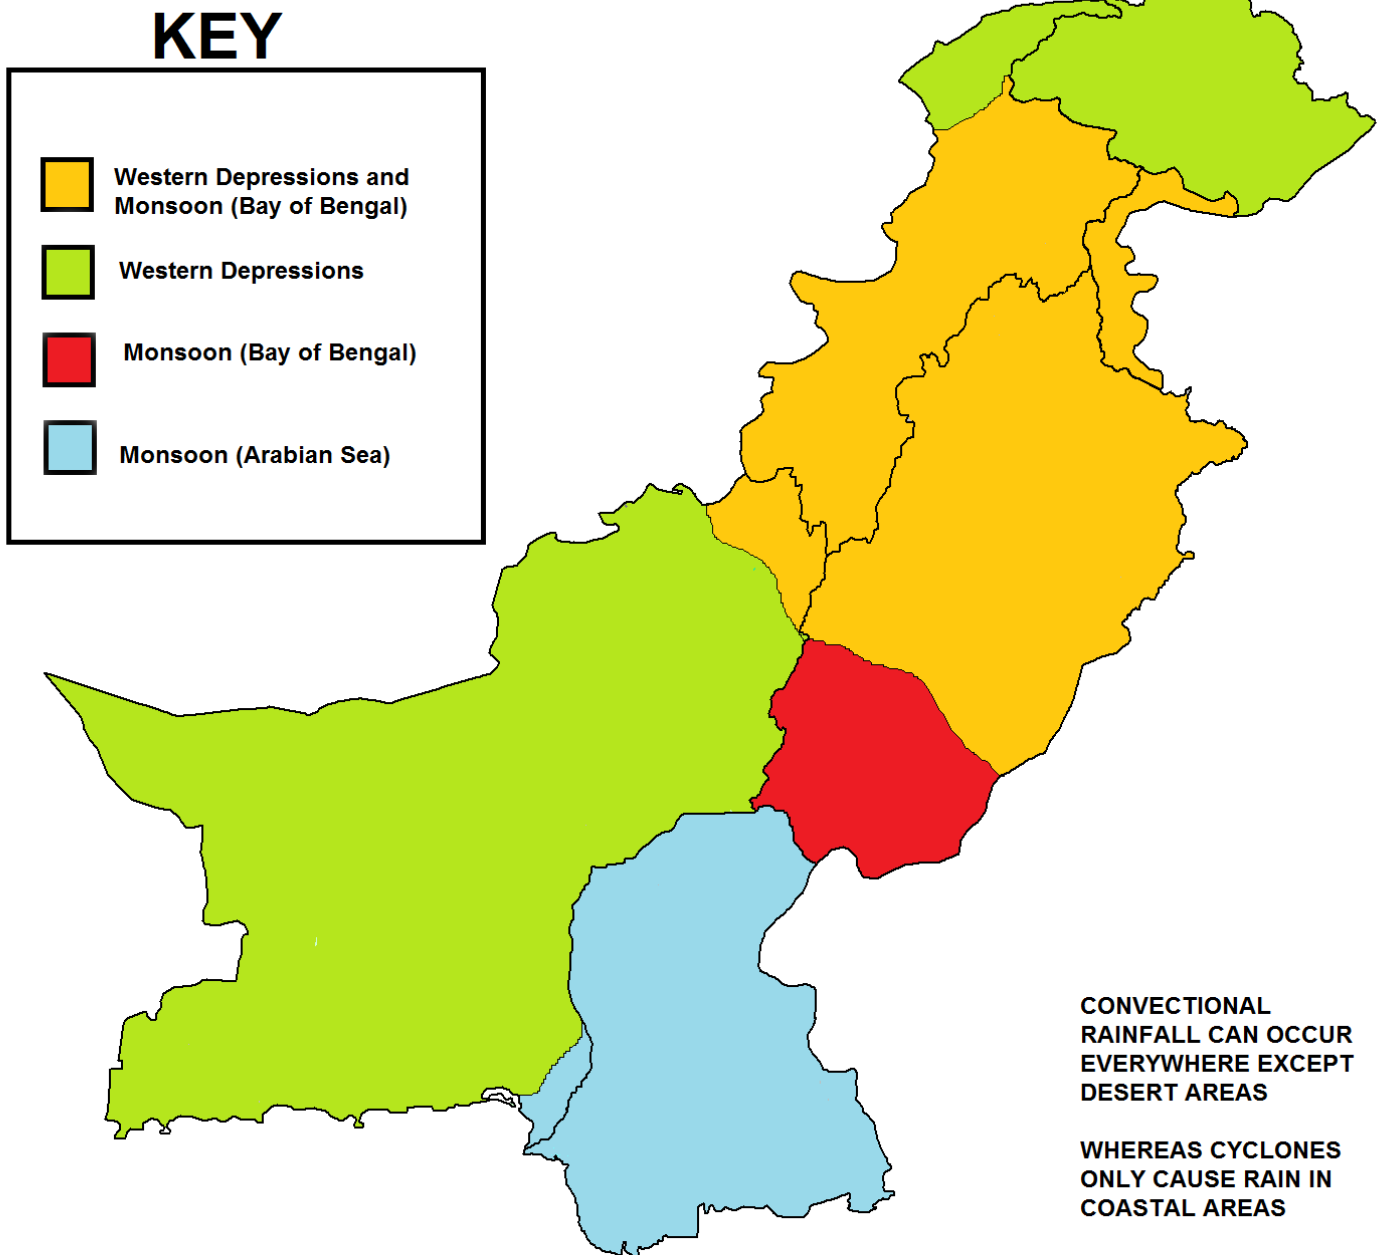 KEY
Western Depressions and
Monsoon (Bay of Bengal)
Western Depressions
Monsoon (Bay of Bengal)
Monsoon (Arabian Sea)
CONVECTIONAL
RAINFALL CAN OCCUR
EVERYWHERE EXCEPT
DESERT AREAS
WHEREAS CYCLONES
ONLY CAUSE RAIN IN
COASTAL AREAS